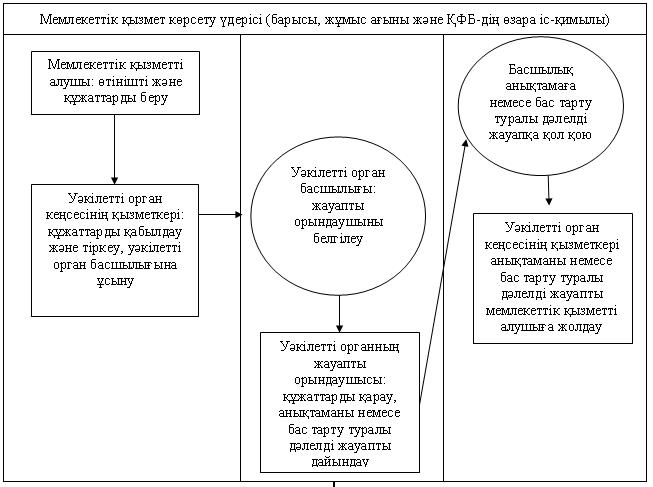 Мемлекеттік қызмет көрсету үдерісі (барысы, жұмыс ағыны және ҚФБ-дің өзара іс-қимылы)
Мемлекеттік қызметті
алушы: өтінішті және
құжаттарды беру
Уәкілетті орган
кеңсесінің қызметкері:
құжаттарды қабылдау
және тіркеу, уәкілетті
орган басшылығына
ұсыну
Уәкілетті орган
басшылығы:
жауапты
орындаушыны
белгілеу
Уәкілетті органның
жауапты
орындаушысы:
құжаттарды қарау,
анықтаманы немесе
бас тарту туралы
дәлелді жауапты
дайындау
Басшылық
анықтамаға
немесе бас тарту
туралы дәлелді
жауапқа қол қою
Уәкілетті орган
кеңсесінің қызметкері
анықтаманы немесе
бас тарту туралы
дәлелді жауапты
мемлекеттік қызметті
алушыға жолдау